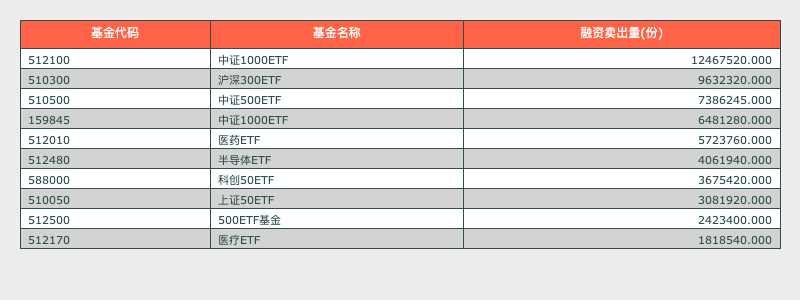 基金代码 基金名称 融资卖出量(份)
512100 中证1000ETF 12467520.000
510300 沪深300ETF 9632320.000
510500 中证500ETF 7386245.000
159845 中证1000ETF 6481280.000
512010 医药ETF 5723760.000
512480 半导体ETF 4061940.000
588000 科创50ETF 3675420.000
510050 上证50ETF 3081920.000
512500 500ETF基金 2423400.000
512170 医疗ETF 1818540.000